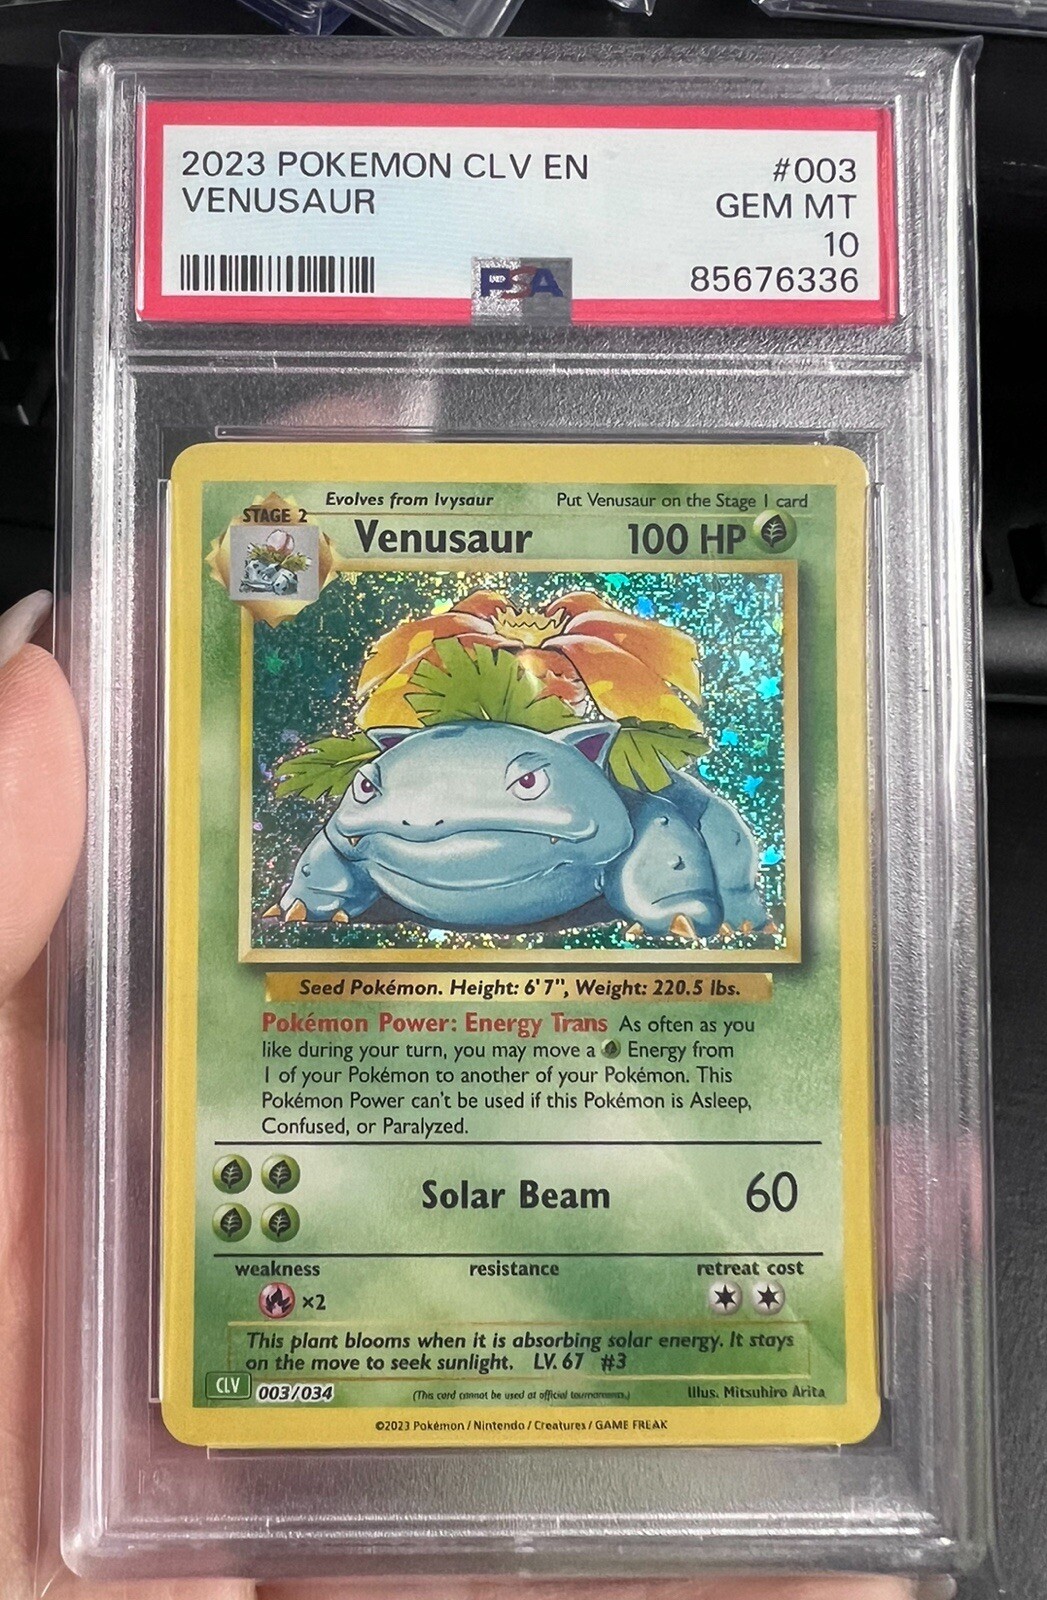 2023 POKEMON CLV EN #003
VENUSAUR GEM MT
10
85676336
PSA
Evolves from Ivysaur Put Venusaur on the Stage 1 card
STAGE 2
Venusaur 100 HP
Seed Pokémon. Height: 6'7", Weight: 220.5 lbs.
Pokémon Power: Energy Trans As often as you
like during your turn, you may move a Energy from
1 of your Pokémon to another of your Pokémon. This
Pokémon Power can't be used if this Pokémon is Asleep,
Confused, or Paralyzed.
Solar Beam 60
weakness resistance retreat cost
×2
This plant blooms when it is absorbing solar energy. It stays
on the move to seek sunlight. LV. 67 #3
CLV 003/034 (This card cannot be used at official tournaments.) Illus. Mitsuhiro Arita
©2023 Pokémon / Nintendo / Creatures / GAME FREAK